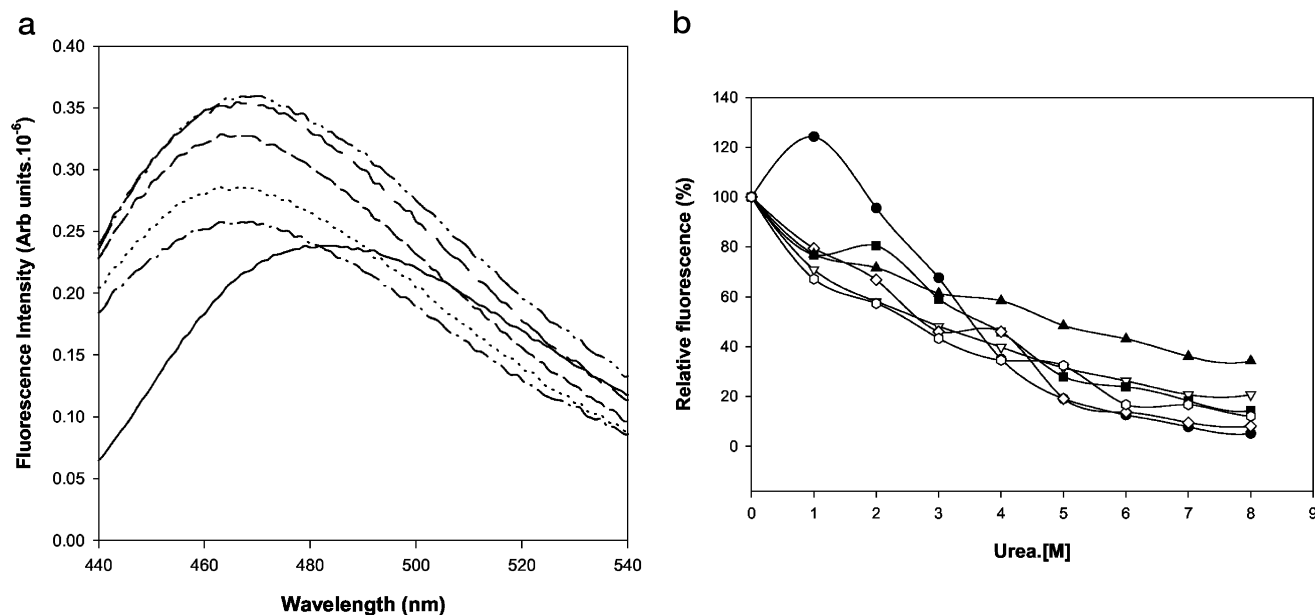 a
0.40
0.35
0.30
0.25
0.20
0.15
0.10
0.05
0.00
Fluorescence Intensity (Arb units.10⁻⁶)
440 460 480 500 520 540
Wavelength (nm)
b
140
120
100
80
60
40
20
0
Relative fluorescence (%)
0 1 2 3 4 5 6 7 8 9
Urea.[M]